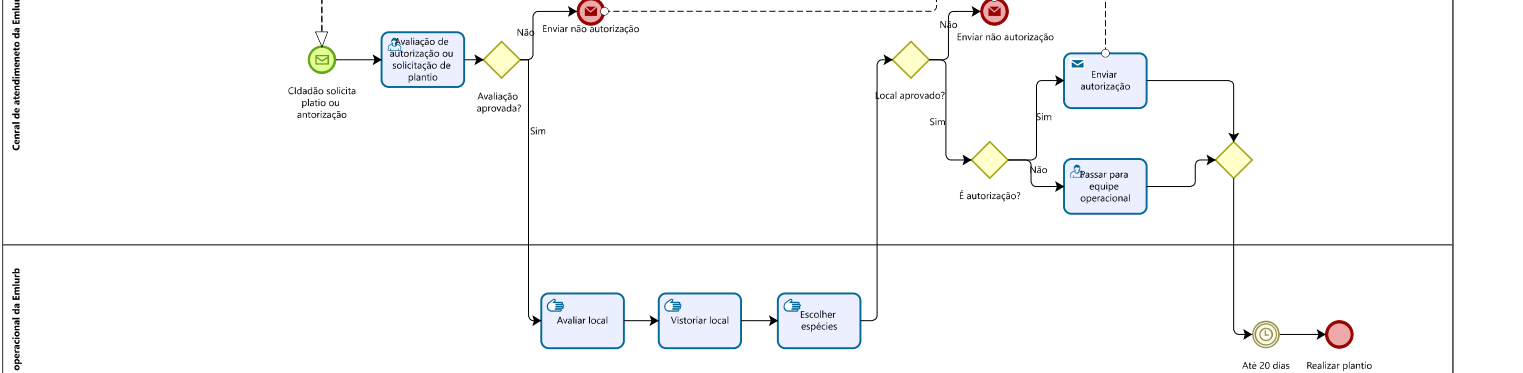 Cenral de atendimeneto da Emlur
CIdadão solicita
platio ou
antorização
Avaliação de
autorização ou
solicitação de
plantio
Avaliação
aprovada?
Não
Enviar não autorização
Sim
Local aprovado?
Não
Enviar não autorização
Sim
É autorização?
Sim
Enviar
autorização
Não
Passar para
equipe
operacional
operacional da Emlurb
Avaliar local
Vistoriar local
Escolher
espécies
Até 20 dias
Realizar plantio